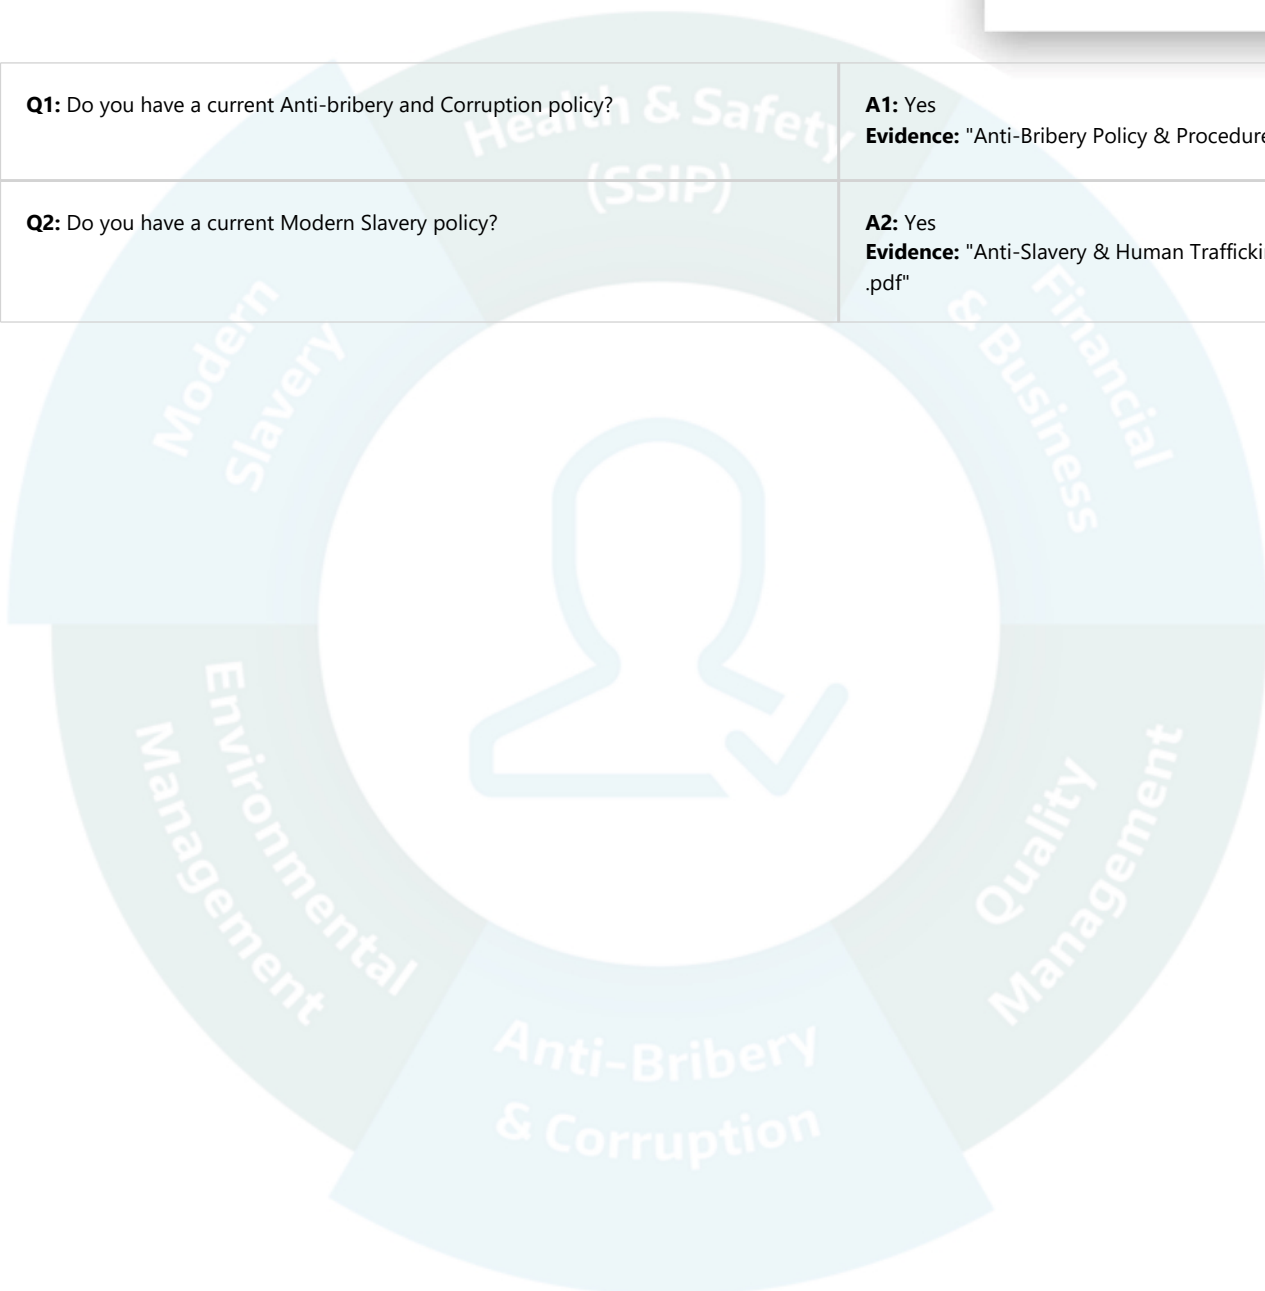 Q1: Do you have a current Anti-bribery and Corruption policy?
A1: Yes
Evidence: "Anti-Bribery Policy &
Q2: Do you have a current Modern Slavery policy?
A2: Yes
Evidence: "Anti-Slavery & Human
.pdf"
Health & Safety
(SSIP)
Financial
& Business
Quality
Management
Anti-Bribery
& Corruption
Environmental
Management
Modern
Slavery